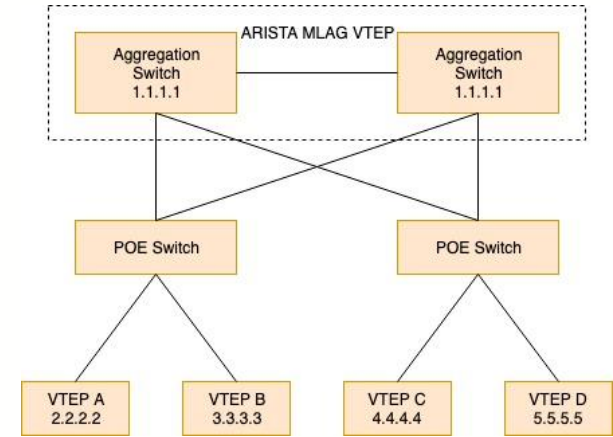 ARISTA MLAG VTEP
Aggregation
Switch
1.1.1.1
Aggregation
Switch
1.1.1.1
POE Switch
POE Switch
VTEP A
2.2.2.2
VTEP B
3.3.3.3
VTEP C
4.4.4.4
VTEP D
5.5.5.5